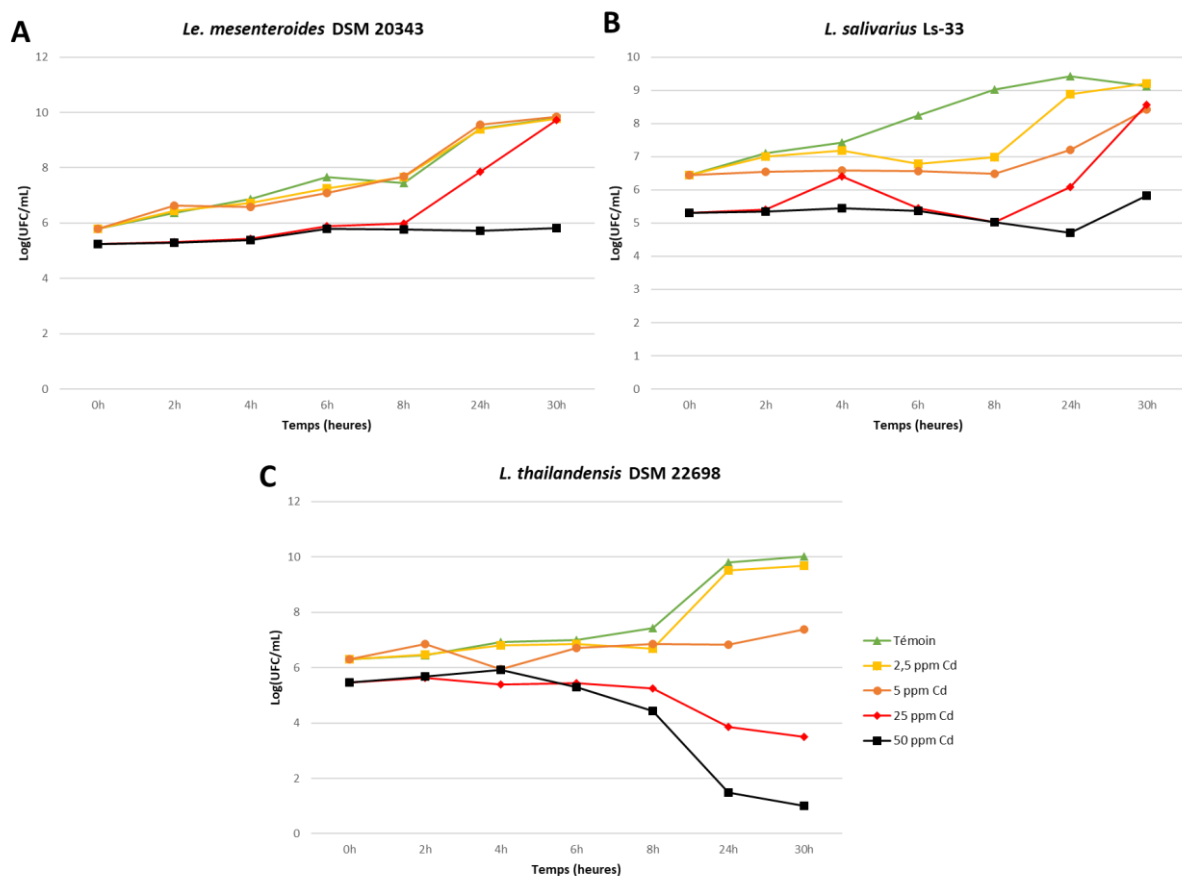 A
Le. mesenteroides DSM 20343
12
10
8
6
4
2
0
Log(UFC/mL)
0h 2h 4h 6h 8h 24h 30h
Temps (heures)
B
L. salivarius Ls-33
10
9
8
7
6
5
4
3
2
1
0
Log(UFC/mL)
0h 2h 4h 6h 8h 24h 30h
Temps (heures)
C
L. thailandensis DSM 22698
12
10
8
6
4
2
0
Log(UFC/mL)
0h 2h 4h 6h 8h 24h 30h
Temps (heures)
Témoin
2,5 ppm Cd
5 ppm Cd
25 ppm Cd
50 ppm Cd